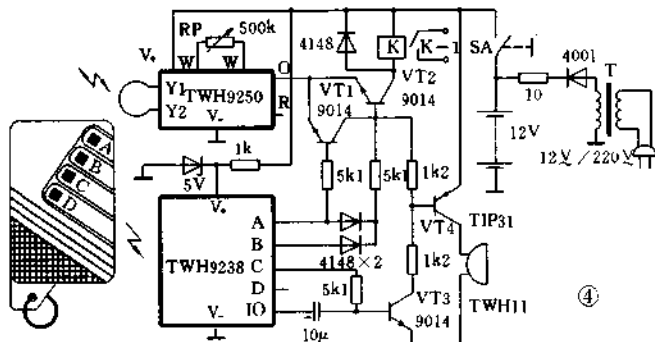 RP 500k
V+ W W O
Y1
Y2
TWH9250
R
V-
4148
K
K-1
VT1
VT2
9014
9014
SA
4001
T
10
12V
12V/220V
1k
5V
5k1
5k1
1k2
VT4
TIP31
A
B
C
D
V+
A
B
C
D
IO
TWH9238
V-
4148×2
5k1
10μ
1k2
VT3
9014
TWH11
④